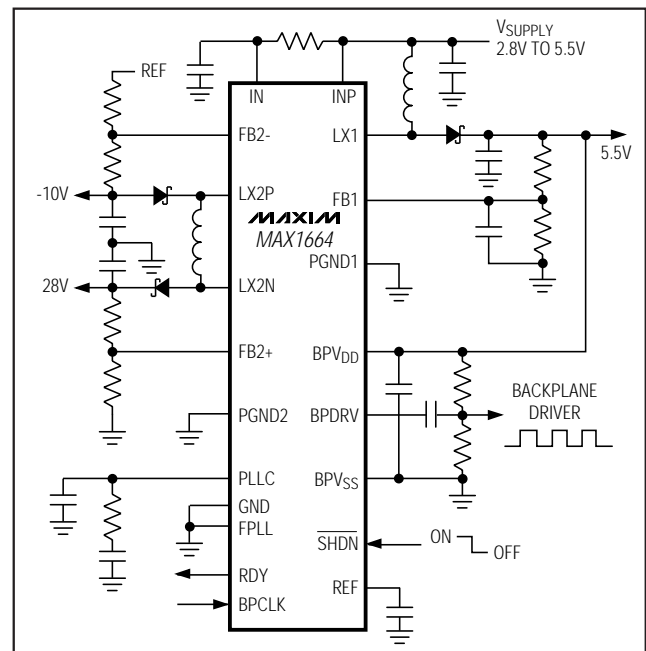 VSUPPLY
2.8V TO 5.5V
REF
IN
INP
FB2-
LX1
5.5V
-10V
LX2P
FB1
MAXIM
MAX1664
PGND1
28V
LX2N
FB2+
BPVDD
BACKPLANE
DRIVER
PGND2
BPDRV
PLLC
BPVSS
GND
FPLL
SHDN
ON
OFF
RDY
REF
BPCLK